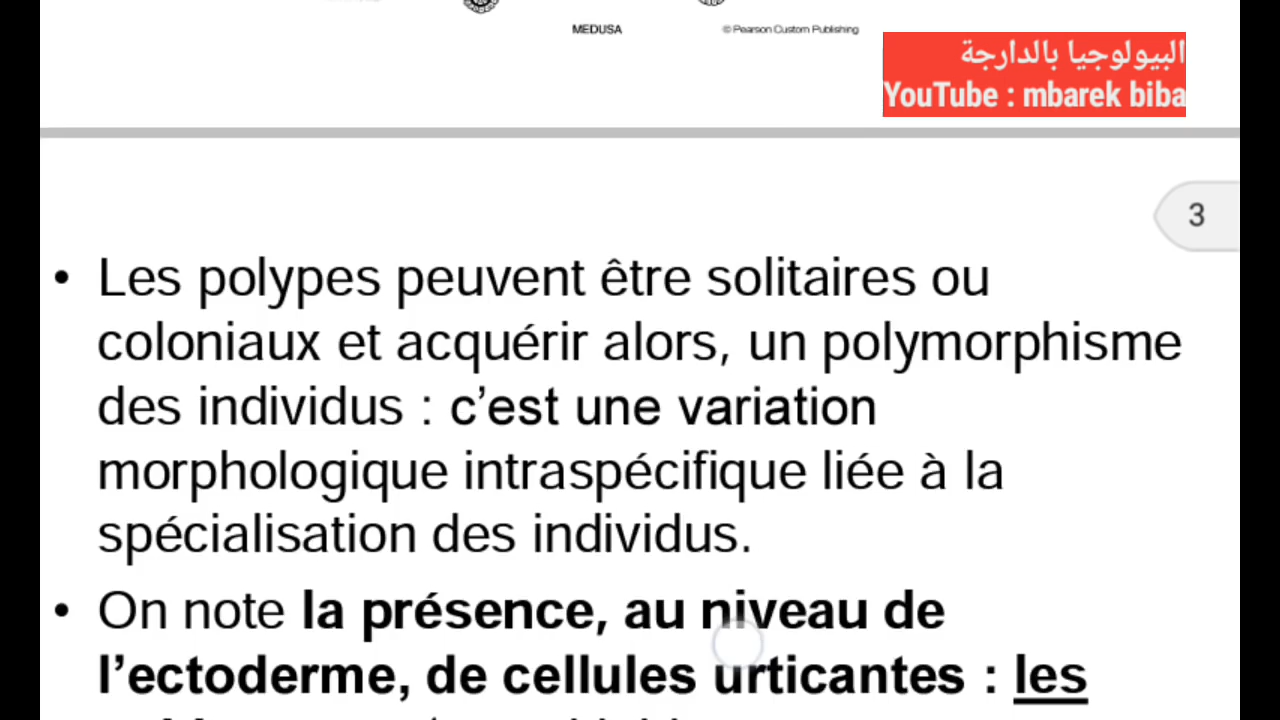 MEDUSA
© Pearson Custom Publishing
البيولوجيا بالدارجة
YouTube : mbarek biba
3
• Les polypes peuvent être solitaires ou
coloniaux et acquérir alors, un polymorphisme
des individus : c’est une variation
morphologique intraspécifique liée à la
spécialisation des individus.
• On note la présence, au niveau de
l’ectoderme, de cellules urticantes : les